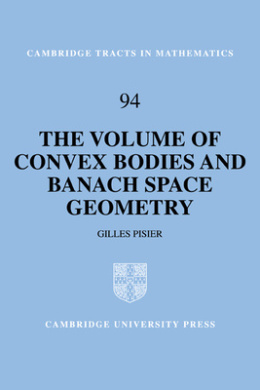 CAMBRIDGE TRACTS IN MATHEMATICS
94
THE VOLUME OF
CONVEX BODIES AND
BANACH SPACE
GEOMETRY
GILLES PISIER
CAMBRIDGE UNIVERSITY PRESS